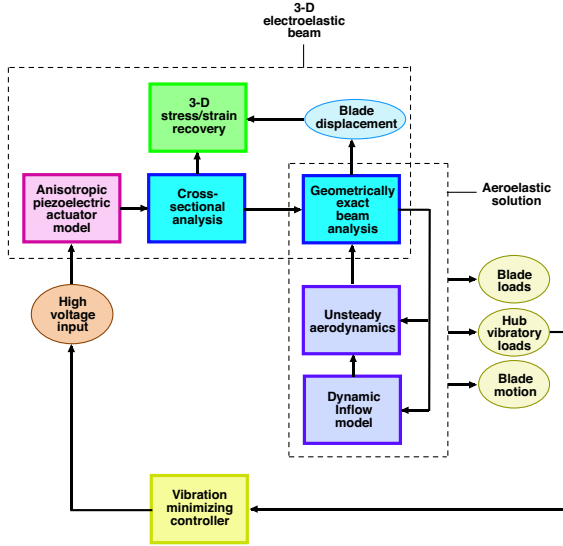 3-D
electroelastic
beam
3-D
stress/strain
recovery
Blade
displacement
Anisotropic
piezoelectric
actuator
model
Cross-
sectional
analysis
Geometrically
exact
beam
analysis
Aeroelastic
solution
High
voltage
input
Unsteady
aerodynamics
Blade
loads
Hub
vibratory
loads
Blade
motion
Dynamic
Inflow
model
Vibration
minimizing
controller